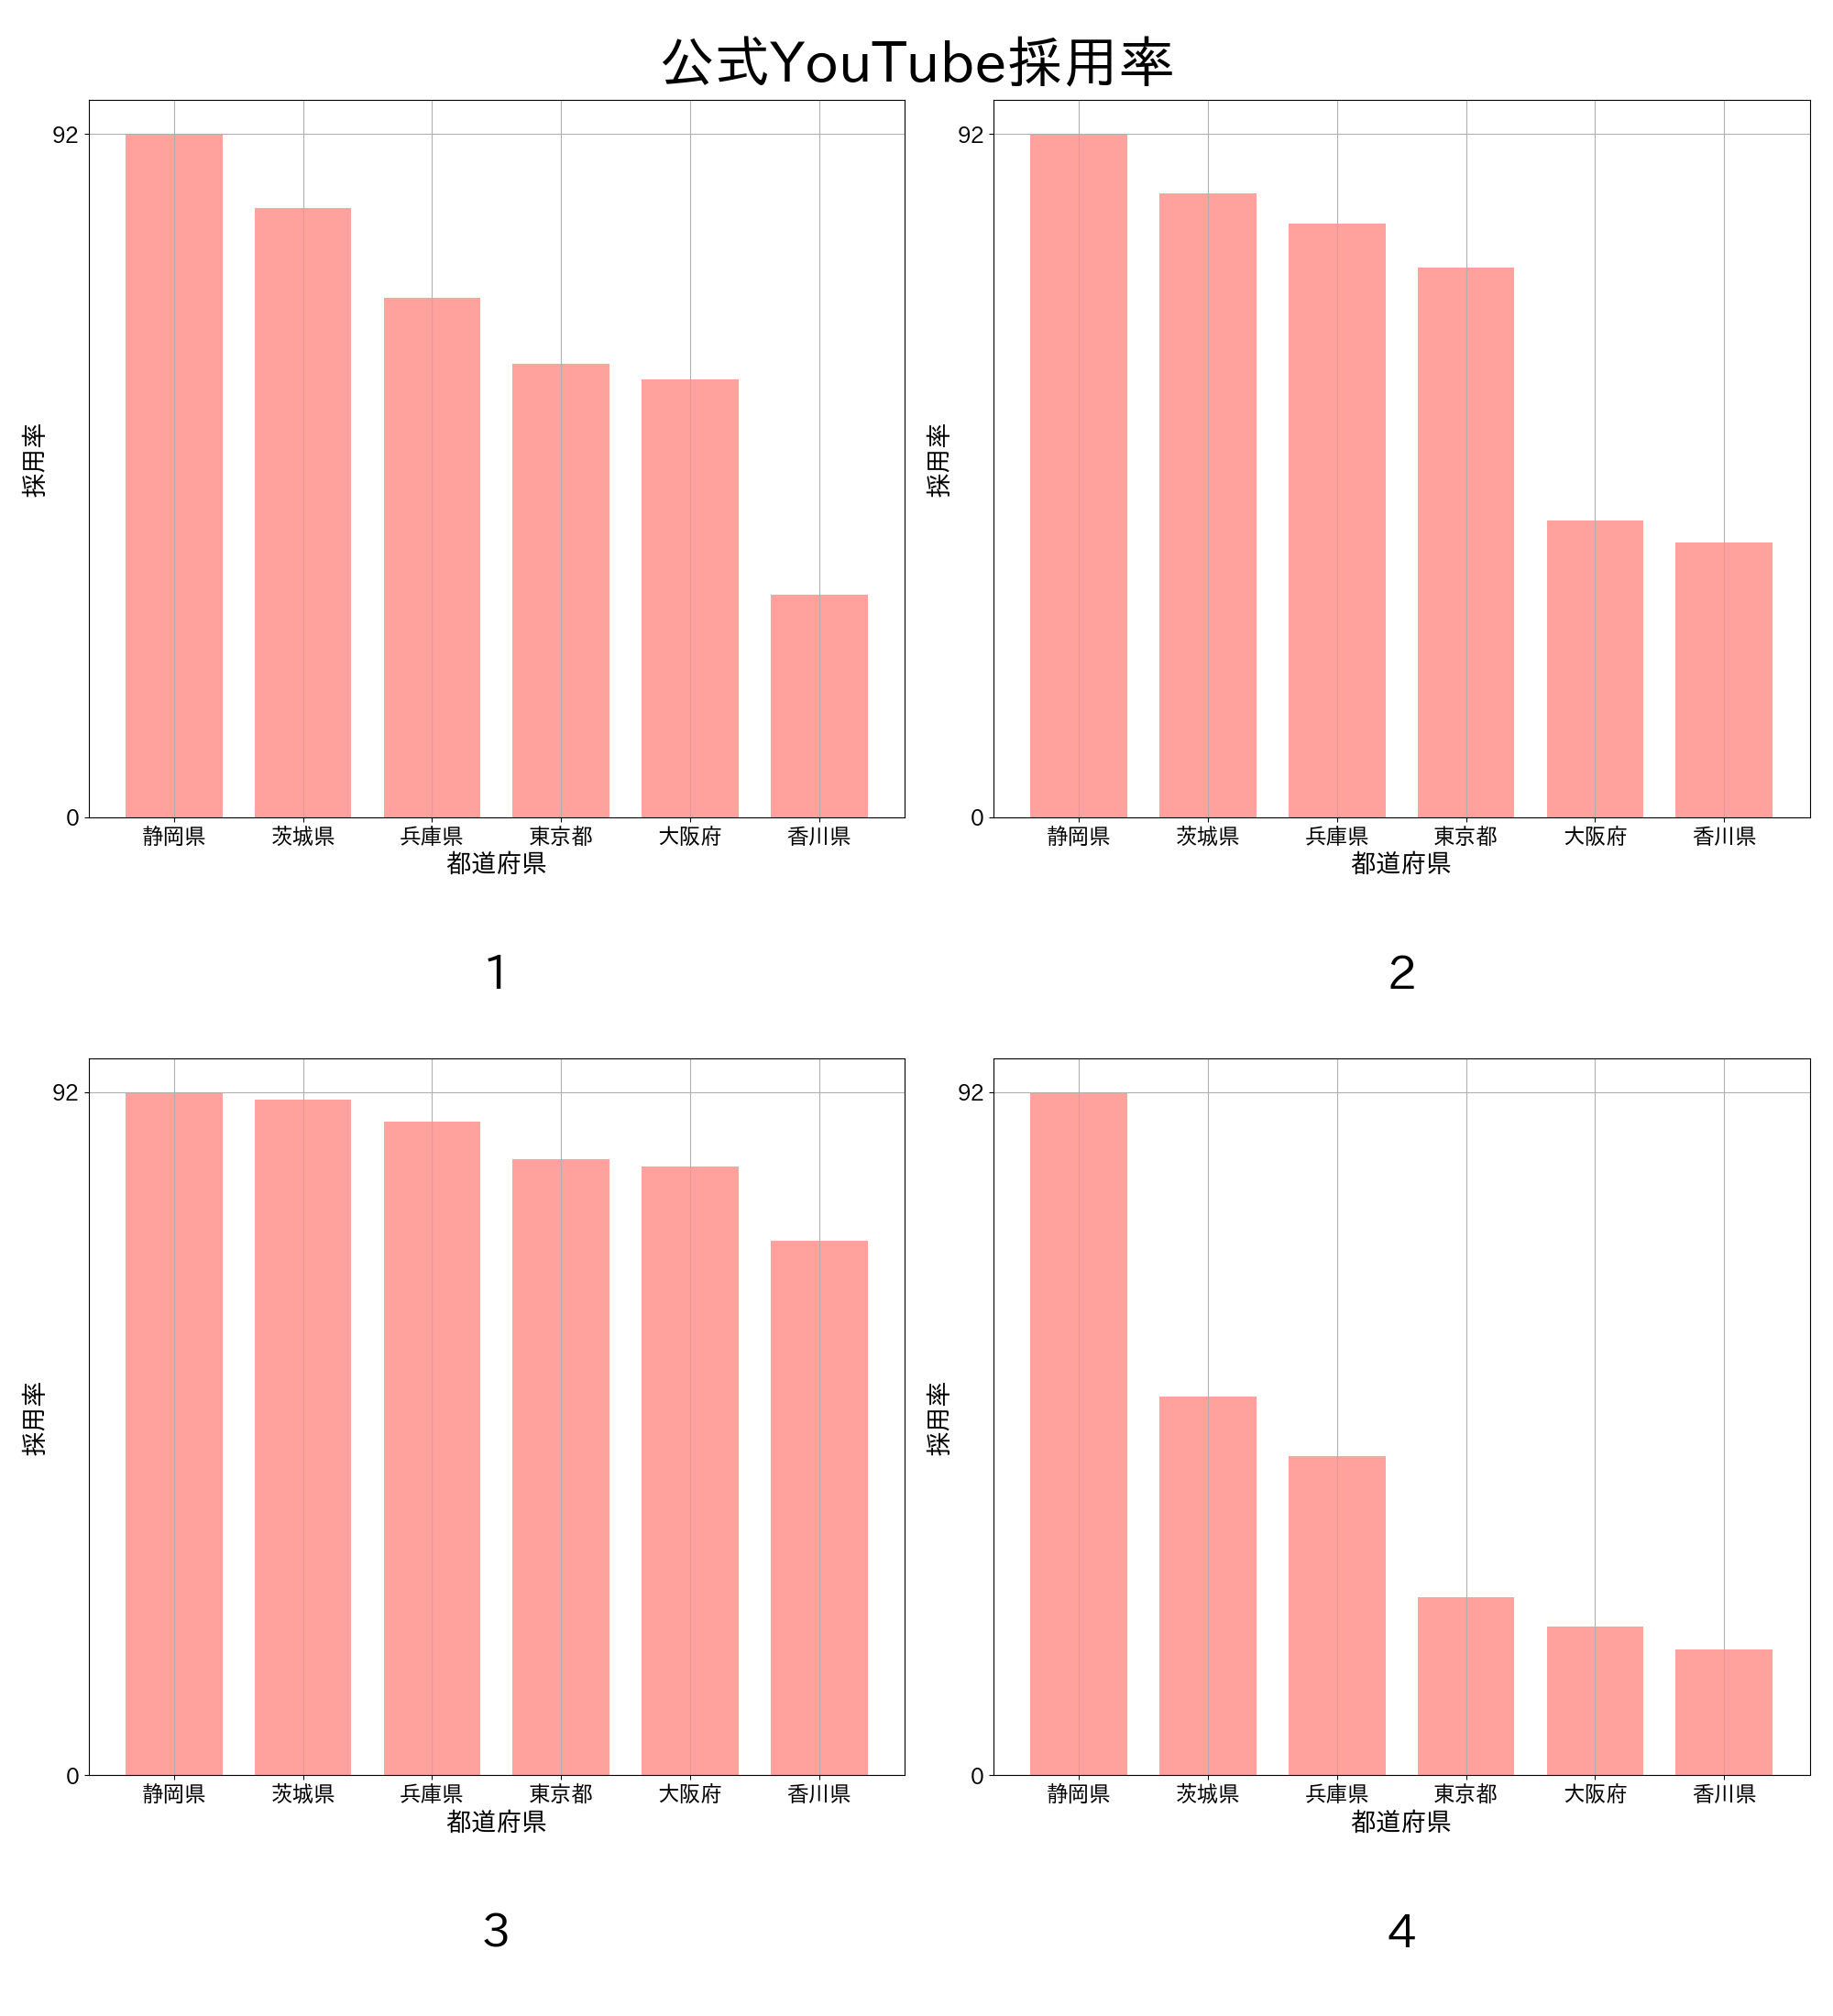 公式YouTube採用率
92
採用率
0
静岡県 茨城県 兵庫県 東京都 大阪府 香川県
都道府県
1
92
採用率
0
静岡県 茨城県 兵庫県 東京都 大阪府 香川県
都道府県
2
92
採用率
0
静岡県 茨城県 兵庫県 東京都 大阪府 香川県
都道府県
3
92
採用率
0
静岡県 茨城県 兵庫県 東京都 大阪府 香川県
都道府県
4